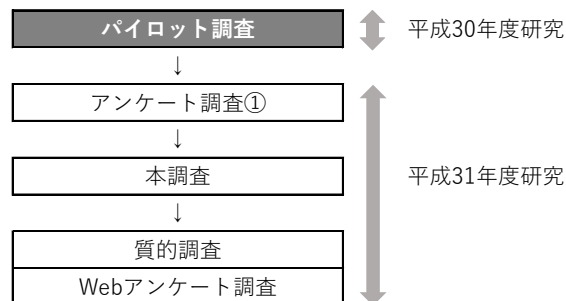 パイロット調査
平成30年度研究
↓
アンケート調査①
↓
本調査
平成31年度研究
↓
質的調査
Webアンケート調査